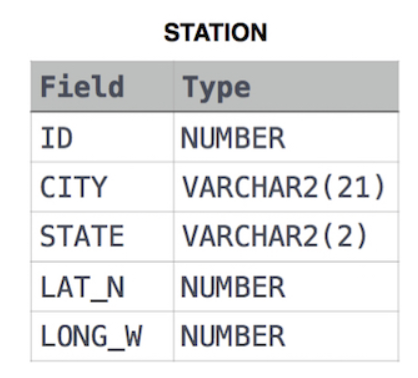 STATION
Field Type
ID NUMBER
CITY VARCHAR2(21)
STATE VARCHAR2(2)
LAT_N NUMBER
LONG_W NUMBER